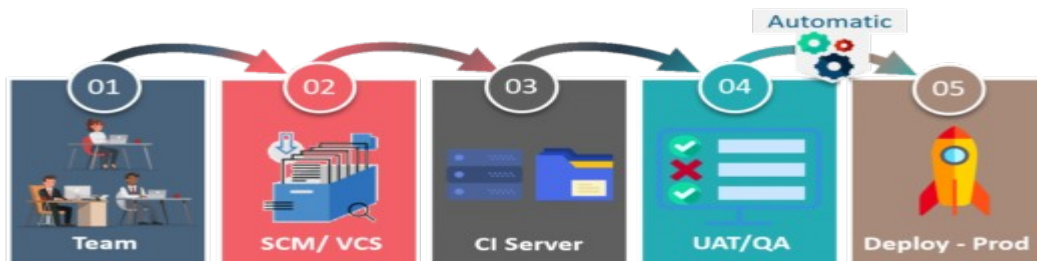 Automatic
01
02
03
04
05
Team
SCM/ VCS
CI Server
UAT/QA
Deploy - Prod